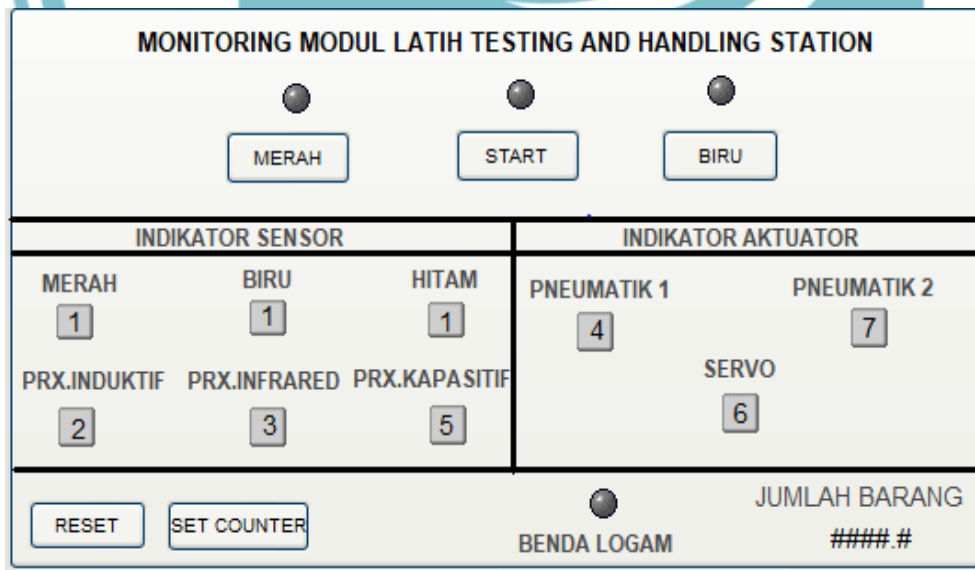 MONITORING MODUL LATIH TESTING AND HANDLING STATION
MERAH START BIRU
INDIKATOR SENSOR INDIKATOR AKTUATOR
MERAH BIRU HITAM PNEUMATIK 1 PNEUMATIK 2
1 1 1 4 7
PRX.INDUKTIF PRX.INFRARED PRX.KAPASITIF SERVO
2 3 5 6
RESET SET COUNTER BENDA LOGAM JUMLAH BARANG
####.#